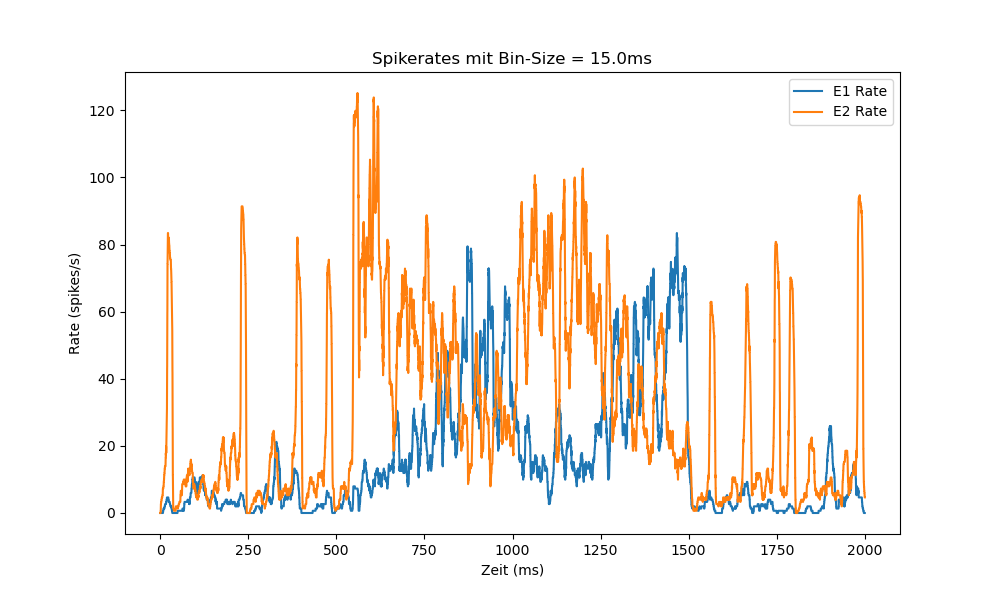 Spikerates mit Bin-Size = 15.0ms
E1 Rate
E2 Rate
Rate (spikes/s)
120
100
80
60
40
20
0
0 250 500 750 1000 1250 1500 1750 2000
Zeit (ms)